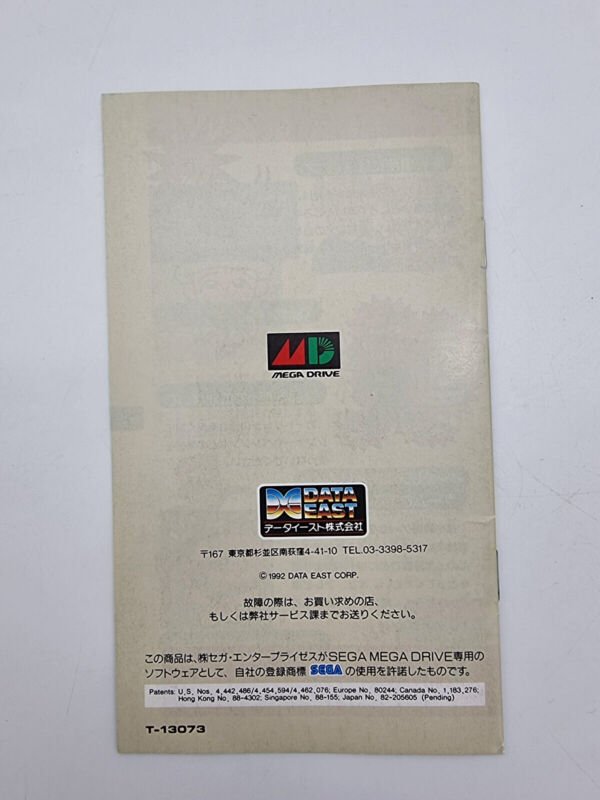 MD
MEGA DRIVE
DATA
EAST
データイースト株式会社
〒167 東京都杉並区南荻窪4-41-10 TEL.03-3398-5317
©1992 DATA EAST CORP.
故障の際は、お買い求めの店、
もしくは弊社サービス課までお送りください。
この商品は、㈱セガ・エンタープライゼスがSEGA MEGA DRIVE専用の
ソフトウェアとして、自社の登録商標 SEGA の使用を許諾したものです。
Patents: U.S. Nos. 4,442,486/4,454,594/4,462,076; Europe No. 80244; Canada No. 1,183,276;
Hong Kong No. 88-4302; Singapore No. 88-155; Japan No. 82-205605 (Pending)
T-13073